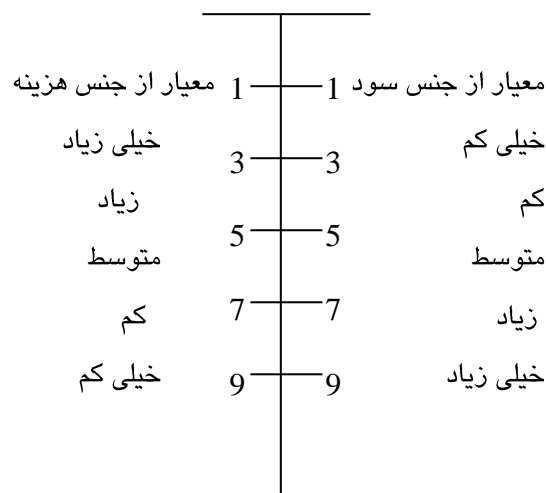 معیار از جنس سود 1 1 معیار از جنس هزینه
خیلی کم خیلی زیاد
3 3
کم زیاد
5 5
متوسط متوسط
7 7
زیاد کم
خیلی زیاد 9 9 خیلی کم